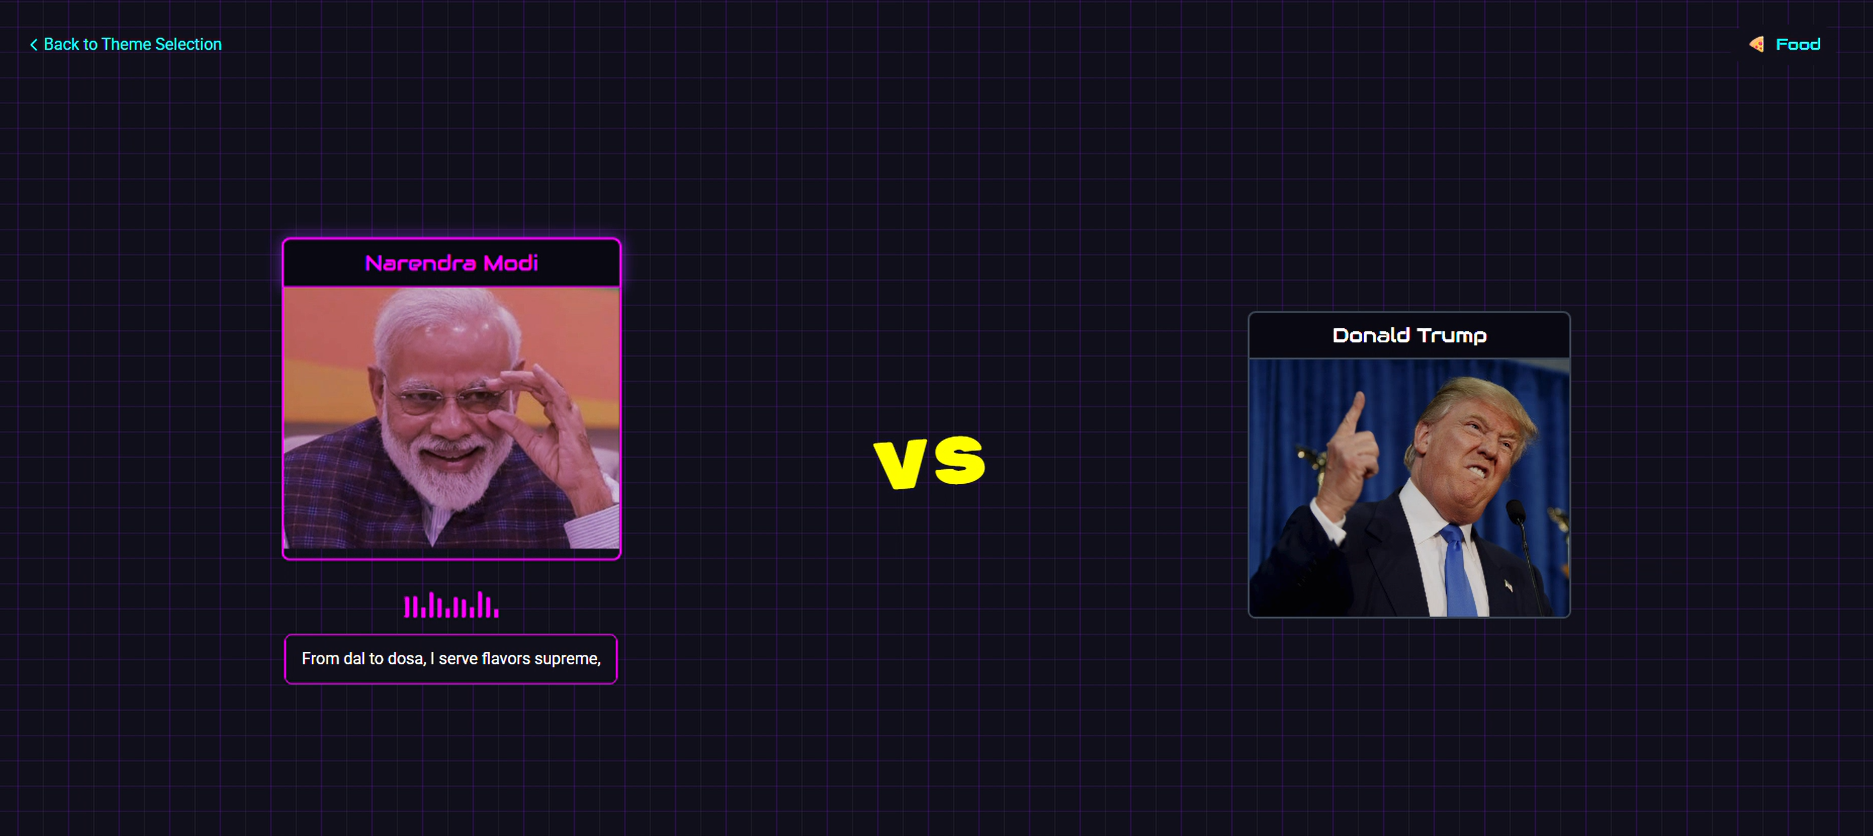 Back to Theme Selection
Food
Narendra Modi
Donald Trump
VS
From dal to dosa, I serve flavors supreme,